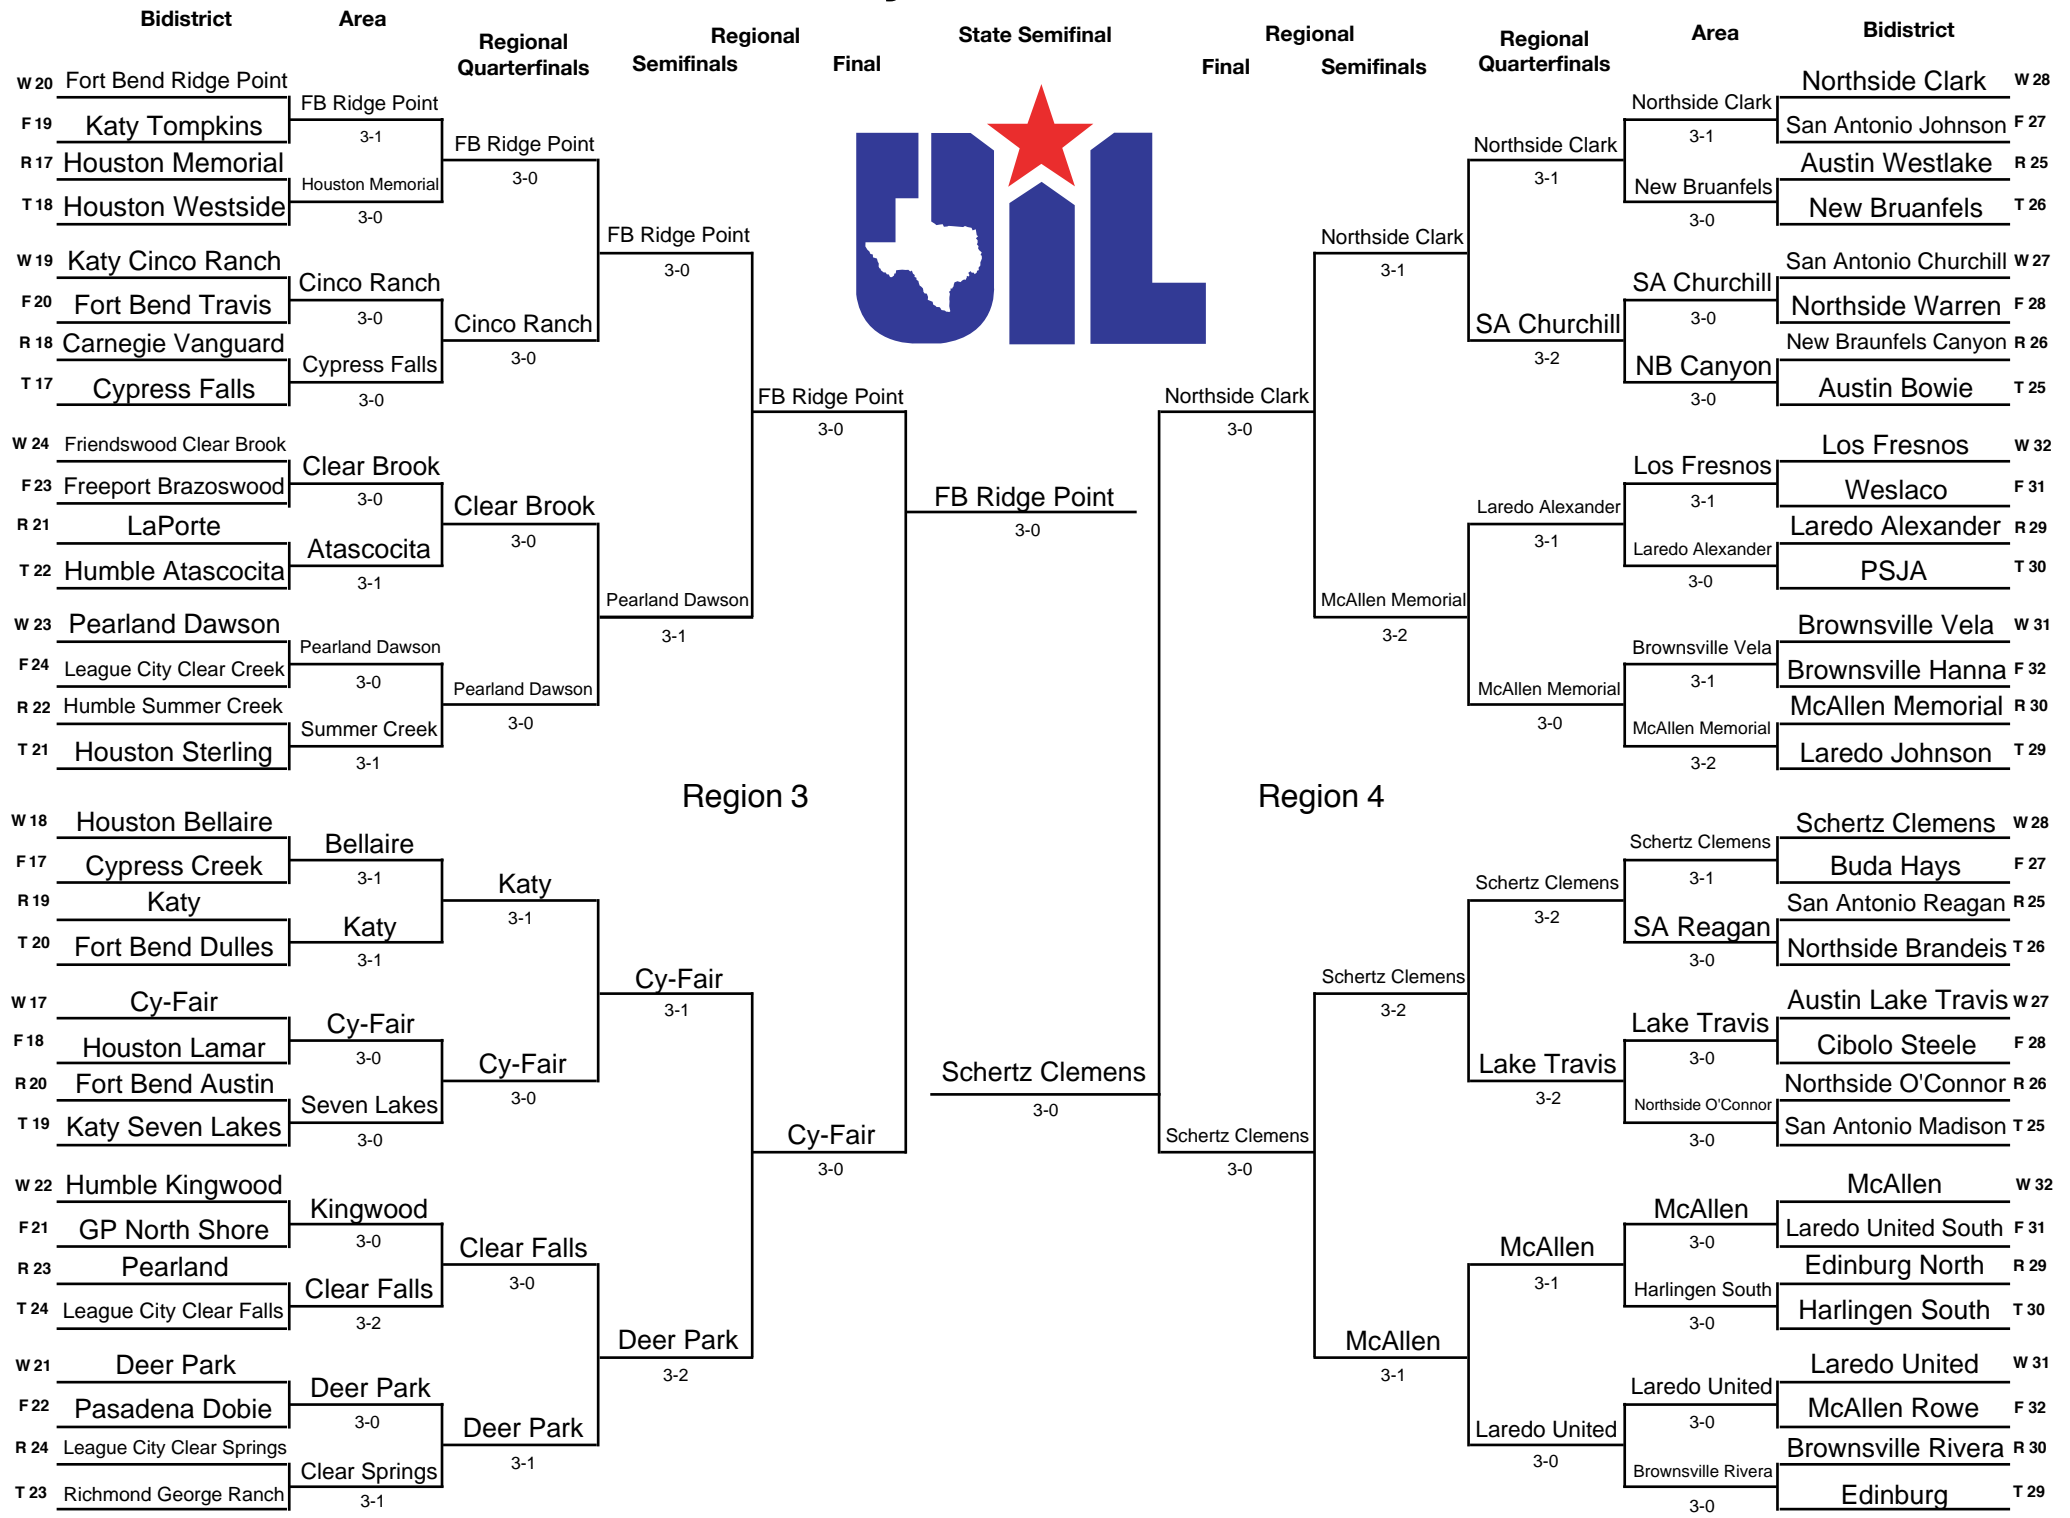 Bidistrict
Area
Regional
Quarterfinals
Regional
Semifinals
Final
State Semifinal
Regional
Final
Semifinals
Regional
Quarterfinals
Area
Bidistrict
W 20 Fort Bend Ridge Point
F 19 Katy Tompkins
R 17 Houston Memorial
T 18 Houston Westside
W 19 Katy Cinco Ranch
F 20 Fort Bend Travis
R 18 Carnegie Vanguard
T 17 Cypress Falls
W 24 Friendswood Clear Brook
F 23 Freeport Brazoswood
R 21 LaPorte
T 22 Humble Atascocita
W 23 Pearland Dawson
F 24 League City Clear Creek
R 22 Humble Summer Creek
T 21 Houston Sterling
W 18 Houston Bellaire
F 17 Cypress Creek
R 19 Katy
T 20 Fort Bend Dulles
W 17 Cy-Fair
F 18 Houston Lamar
R 20 Fort Bend Austin
T 19 Katy Seven Lakes
W 22 Humble Kingwood
F 21 GP North Shore
R 23 Pearland
T 24 League City Clear Falls
W 21 Deer Park
F 22 Pasadena Dobie
R 24 League City Clear Springs
T 23 Richmond George Ranch
FB Ridge Point
3-1
Houston Memorial
3-0
Cinco Ranch
3-0
Cypress Falls
3-0
Clear Brook
3-0
Atascocita
3-1
Pearland Dawson
3-0
Summer Creek
3-1
Bellaire
3-1
Katy
3-1
Cy-Fair
3-0
Seven Lakes
3-0
Kingwood
3-0
Clear Falls
3-2
Deer Park
3-0
Clear Springs
3-1
FB Ridge Point
3-0
Cinco Ranch
3-0
Clear Brook
3-0
Pearland Dawson
3-0
Katy
3-1
Cy-Fair
3-0
Clear Falls
3-0
Deer Park
3-1
FB Ridge Point
3-0
Pearland Dawson
3-1
Cy-Fair
3-1
Deer Park
3-2
FB Ridge Point
3-0
Cy-Fair
3-0
Region 3
UIL
FB Ridge Point
3-0
Schertz Clemens
3-0
Region 4
Northside Clark
3-0
Schertz Clemens
3-0
Northside Clark
3-1
McAllen Memorial
3-2
Schertz Clemens
3-2
McAllen
3-1
Northside Clark
3-1
SA Churchill
3-2
Laredo Alexander
3-1
McAllen Memorial
3-0
Schertz Clemens
3-2
Lake Travis
3-2
McAllen
3-1
Laredo United
3-0
Northside Clark
3-1
New Bruanfels
3-0
SA Churchill
3-0
NB Canyon
3-0
Los Fresnos
3-1
Laredo Alexander
3-0
Brownsville Vela
3-1
McAllen Memorial
3-2
Schertz Clemens
3-1
SA Reagan
3-0
Lake Travis
3-0
Northside O'Connor
3-0
McAllen
3-0
Harlingen South
3-0
Laredo United
3-0
Brownsville Rivera
3-0
Northside Clark W 28
San Antonio Johnson F 27
Austin Westlake R 25
New Bruanfels T 26
San Antonio Churchill W 27
Northside Warren F 28
New Braunfels Canyon R 26
Austin Bowie T 25
Los Fresnos W 32
Weslaco F 31
Laredo Alexander R 29
PSJA T 30
Brownsville Vela W 31
Brownsville Hanna F 32
McAllen Memorial R 30
Laredo Johnson T 29
Schertz Clemens W 28
Buda Hays F 27
San Antonio Reagan R 25
Northside Brandeis T 26
Austin Lake Travis W 27
Cibolo Steele F 28
Northside O'Connor R 26
San Antonio Madison T 25
McAllen W 32
Laredo United South F 31
Edinburg North R 29
Harlingen South T 30
Laredo United W 31
McAllen Rowe F 32
Brownsville Rivera R 30
Edinburg T 29